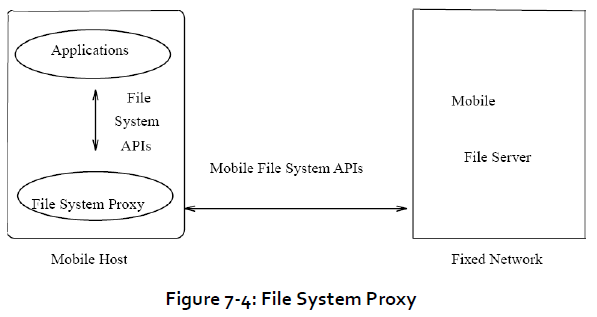 Applications
File
System
APIs
File System Proxy
Mobile Host
Mobile File System APIs
Mobile
File Server
Fixed Network
Figure 7-4: File System Proxy